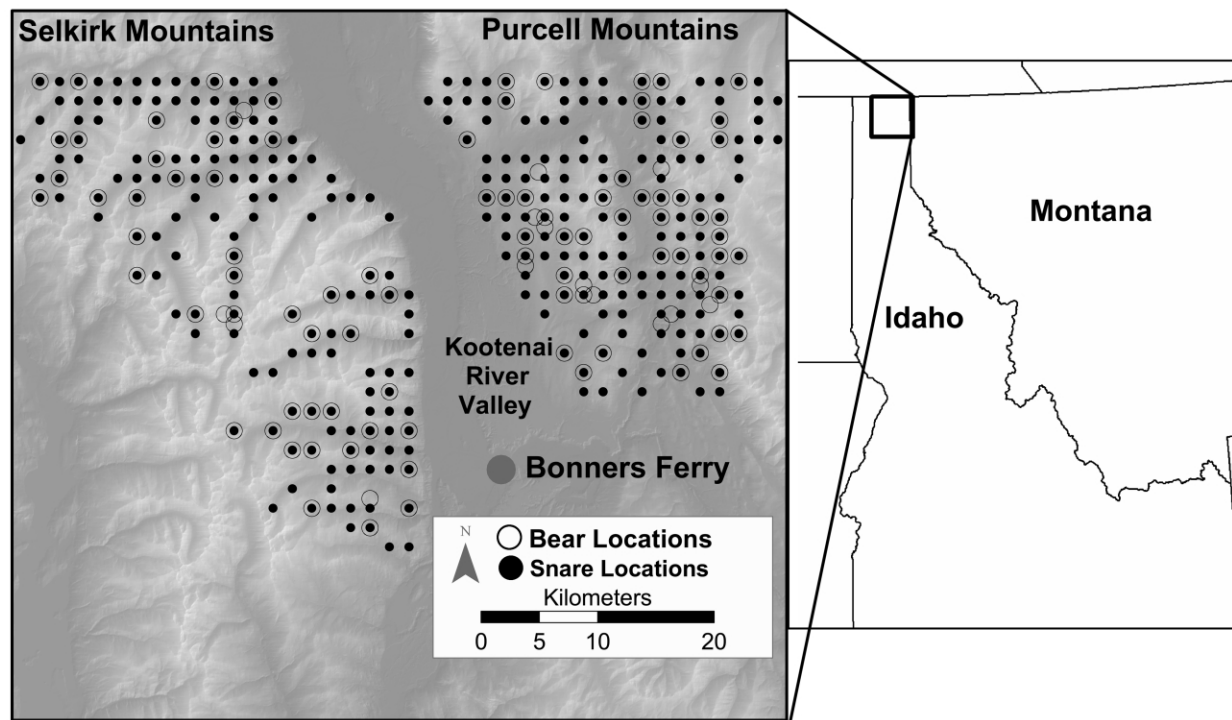 Selkirk Mountains
Purcell Mountains
Montana
Idaho
Kootenai
River
Valley
Bonners Ferry
N
Bear Locations
Snare Locations
Kilometers
0 5 10 20